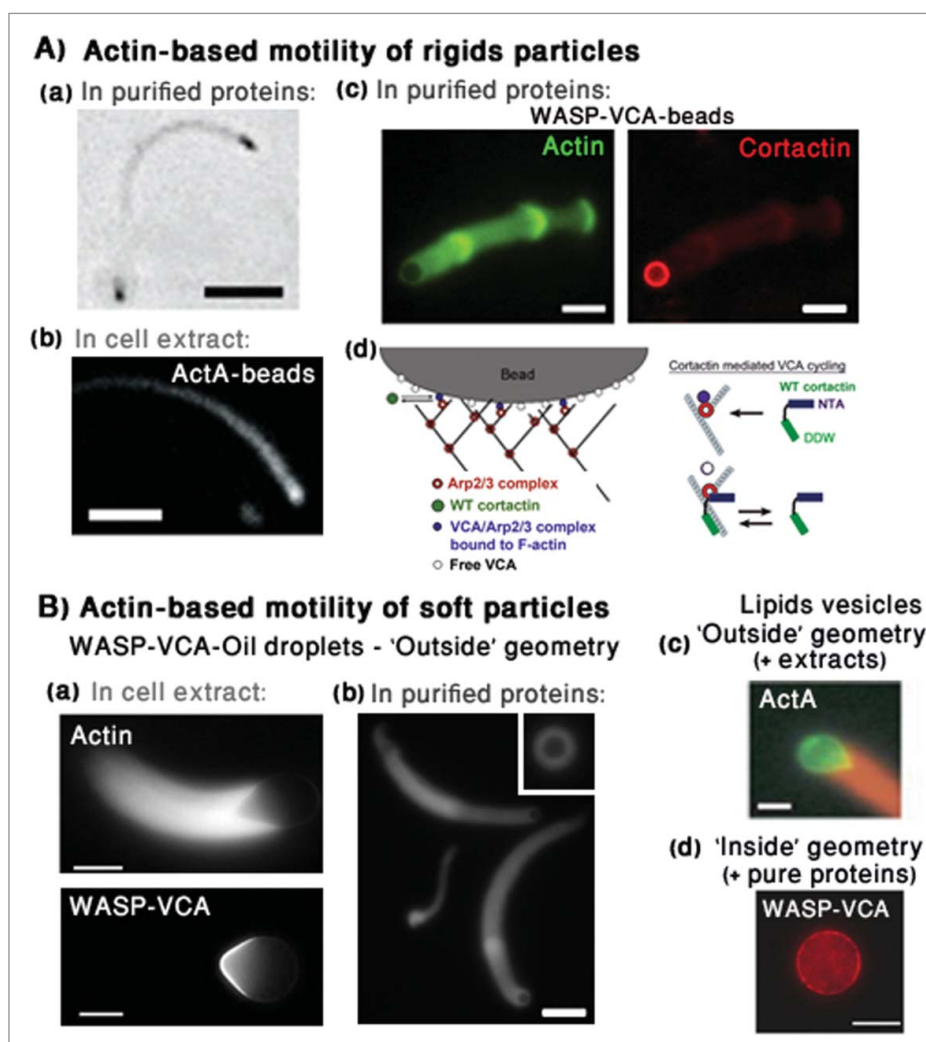 A) Actin-based motility of rigids particles
(a) In purified proteins:
(c) In purified proteins:
WASP-VCA-beads
Actin
Cortactin
(b) In cell extract:
ActA-beads
(d)
Bead
Arp2/3 complex
WT cortactin
VCA/Arp2/3 complex
bound to F-actin
Free VCA
Cortactin mediated VCA cycling
WT cortactin
NTA
DDW
B) Actin-based motility of soft particles
WASP-VCA-Oil droplets - 'Outside' geometry
(a) In cell extract:
Actin
WASP-VCA
(b) In purified proteins:
Lipids vesicles
(c) 'Outside' geometry
(+ extracts)
ActA
(d) 'Inside' geometry
(+ pure proteins)
WASP-VCA